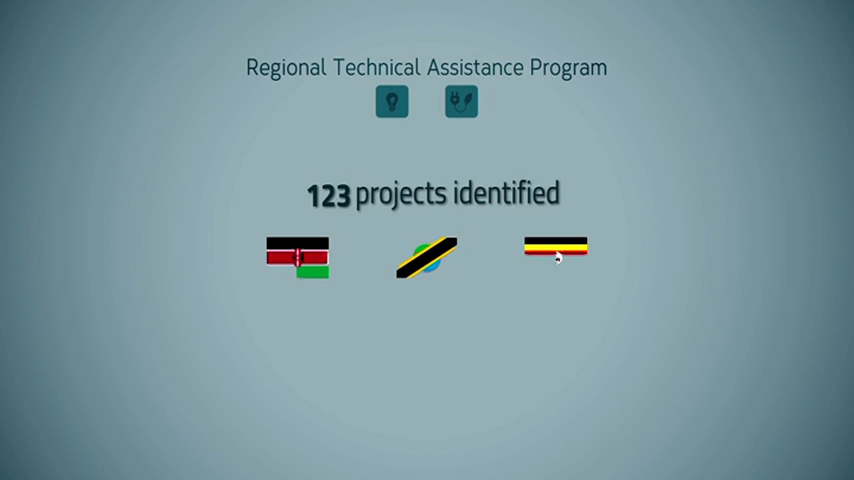 Regional Technical Assistance Program
123 projects identified